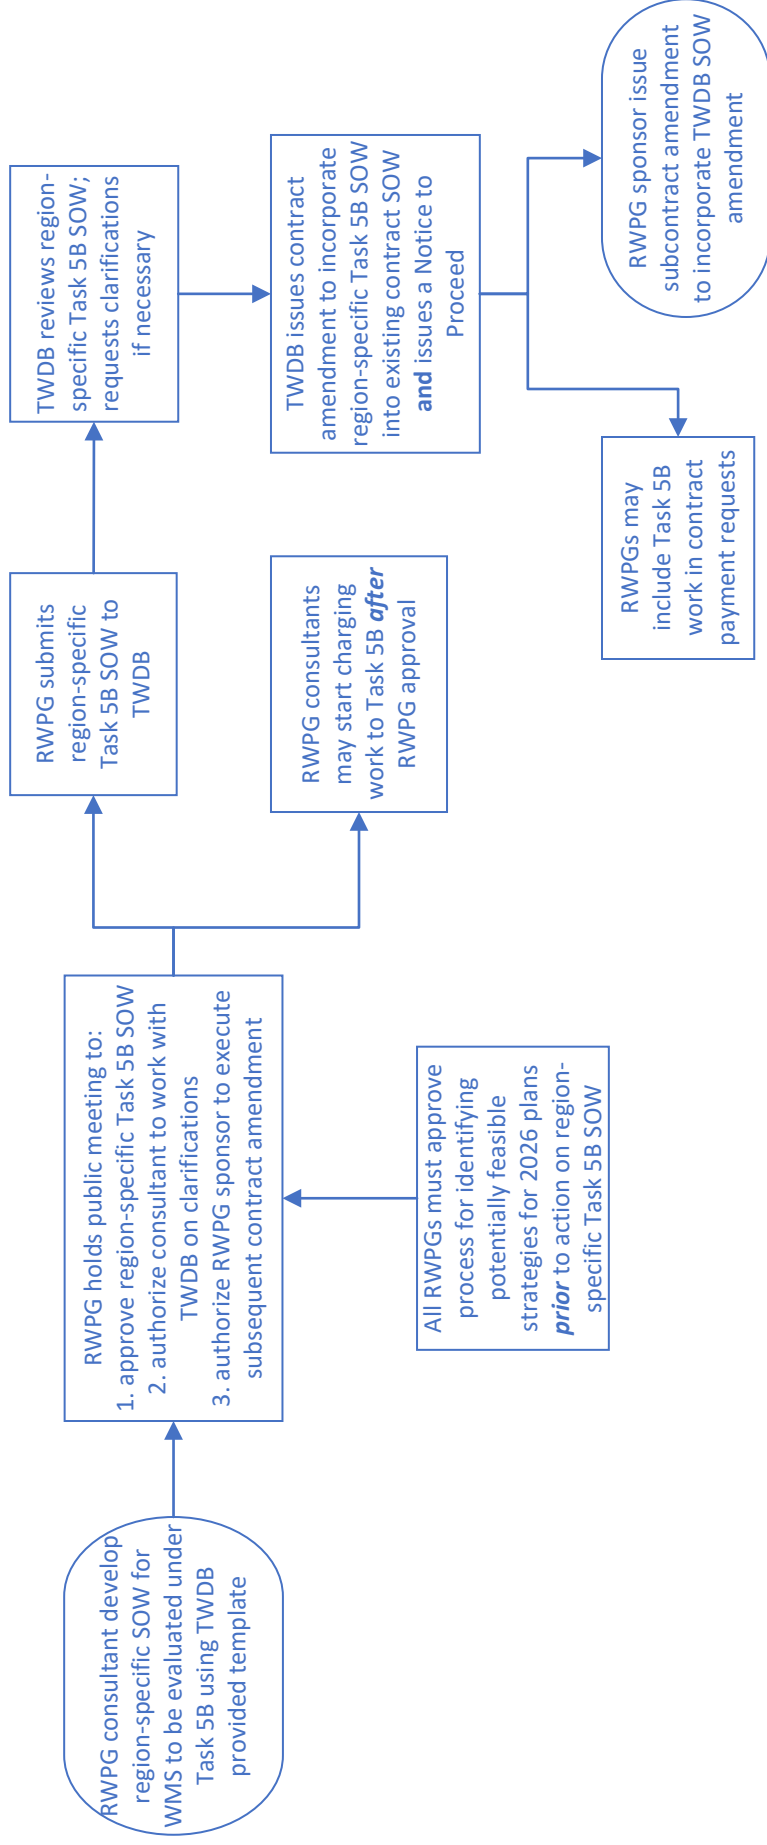 RWPG consultant develop
region-specific SOW for
WMS to be evaluated under
Task 5B using TWDB
provided template
RWPG holds public meeting to:
1. approve region-specific Task 5B SOW
2. authorize consultant to work with
TWDB on clarifications
3. authorize RWPG sponsor to execute
subsequent contract amendment
All RWPGs must approve
process for identifying
potentially feasible
strategies for 2026 plans
prior to action on region-
specific Task 5B SOW
RWPG submits
region-specific
Task 5B SOW to
TWDB
RWPG consultants
may start charging
work to Task 5B after
RWPG approval
TWDB reviews region-
specific Task 5B SOW;
requests clarifications
if necessary
TWDB issues contract
amendment to incorporate
region-specific Task 5B SOW
into existing contract SOW
and issues a Notice to
Proceed
RWPGs may
include Task 5B
work in contract
payment requests
RWPG sponsor issue
subcontract amendment
to incorporate TWDB SOW
amendment